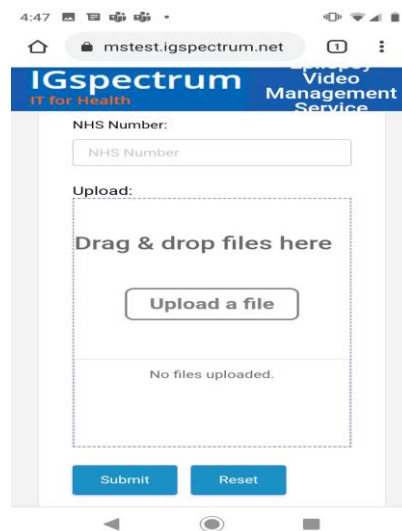 4:47
mstest.igspectrum.net
1
IGspectrum
IT for Health
Epilepsy
Video
Management
Service
NHS Number:
NHS Number
Upload:
Drag & drop files here
Upload a file
No files uploaded.
Submit
Reset